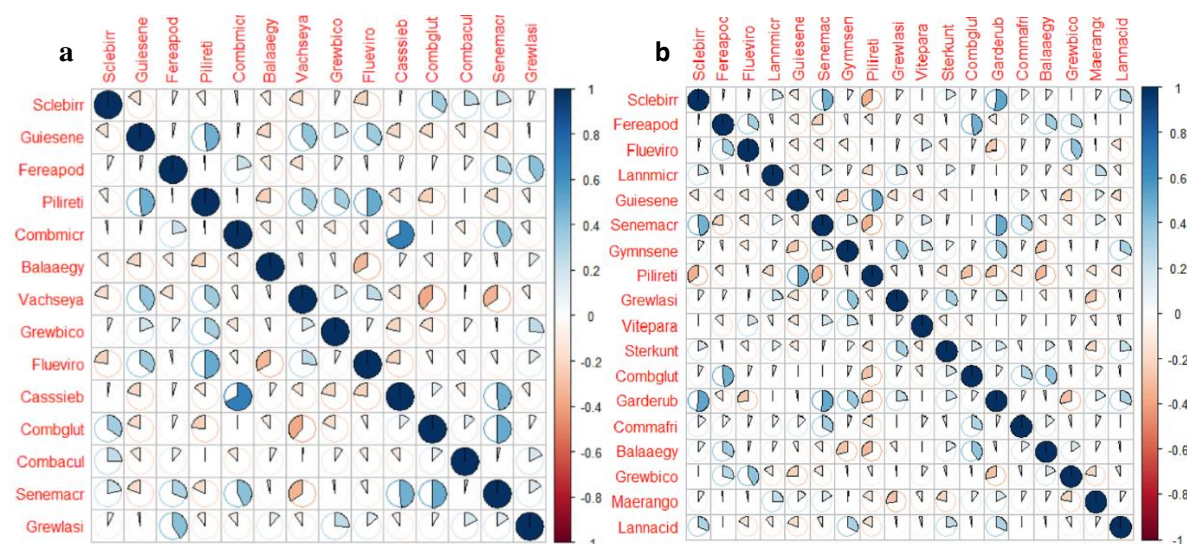 a
Sclebirr Guiesene Fereapod Pilireti Combmicr Balaaegy Vachseya Grewbico Flueviro Casssieb Combglut Combacul Senemacr Grewlasi
Sclebirr
Guiesene
Fereapod
Pilireti
Combmicr
Balaaegy
Vachseya
Grewbico
Flueviro
Casssieb
Combglut
Combacul
Senemacr
Grewlasi
1
0.8
0.6
0.4
0.2
0
-0.2
-0.4
-0.6
-0.8
-1
b
Sclebirr Fereapoc Flueviro Lannmicr Guiesene Senemac Gymnsen Pilireti Grewlasi Vitepara Sterkunt Combglut Garderub Commafri Balaaegy Grewbico Maerango Lannacid
Sclebirr
Fereapod
Flueviro
Lannmicr
Guiesene
Senemacr
Gymnsene
Pilireti
Grewlasi
Vitepara
Sterkunt
Combglut
Garderub
Commafri
Balaaegy
Grewbico
Maerango
Lannacid
1
0.8
0.6
0.4
0.2
0
-0.2
-0.4
-0.6
-0.8
-1